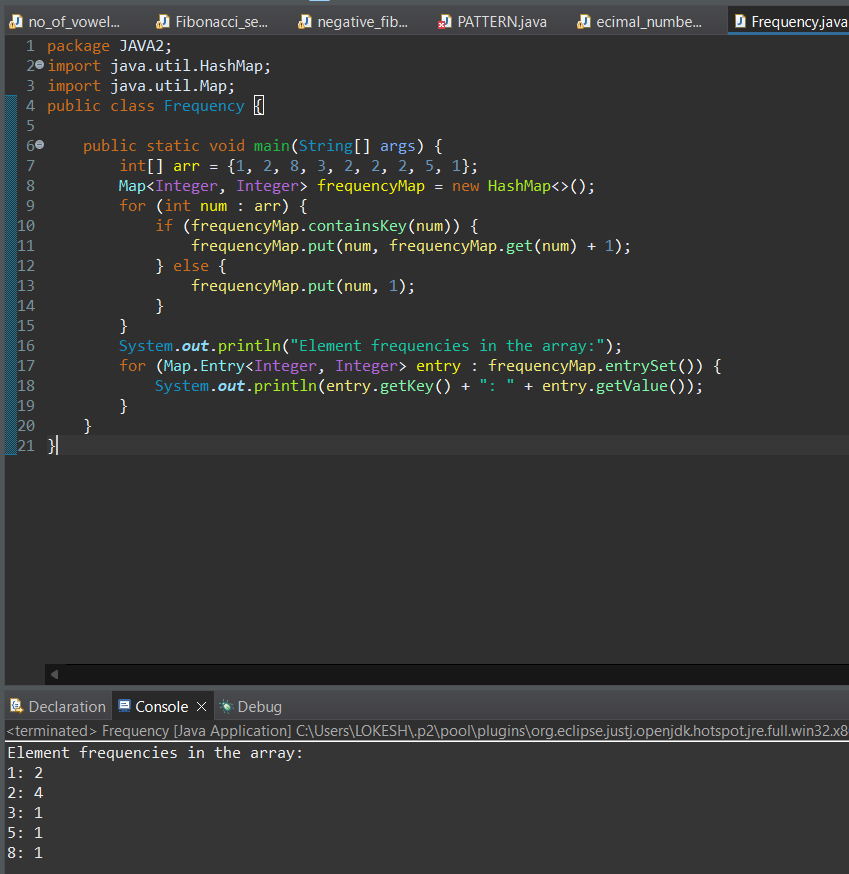 no_of_vowel... Fibonacci_se... negative_fib... PATTERN.java ecimal_numbe... Frequency.java
1 package JAVA2;
2 import java.util.HashMap;
3 import java.util.Map;
4 public class Frequency {
5
6     public static void main(String[] args) {
7         int[] arr = {1, 2, 8, 3, 2, 2, 2, 5, 1};
8         Map<Integer, Integer> frequencyMap = new HashMap<>();
9         for (int num : arr) {
10             if (frequencyMap.containsKey(num)) {
11                 frequencyMap.put(num, frequencyMap.get(num) + 1);
12             } else {
13                 frequencyMap.put(num, 1);
14             }
15         }
16         System.out.println("Element frequencies in the array:");
17         for (Map.Entry<Integer, Integer> entry : frequencyMap.entrySet()) {
18             System.out.println(entry.getKey() + ": " + entry.getValue());
19         }
20     }
21 }
Declaration Console Debug
<terminated> Frequency [Java Application] C:\Users\LOKESH\.p2\pool\plugins\org.eclipse.justj.openjdk.hotspot.jre.full.win32.x8
Element frequencies in the array:
1: 2
2: 4
3: 1
5: 1
8: 1